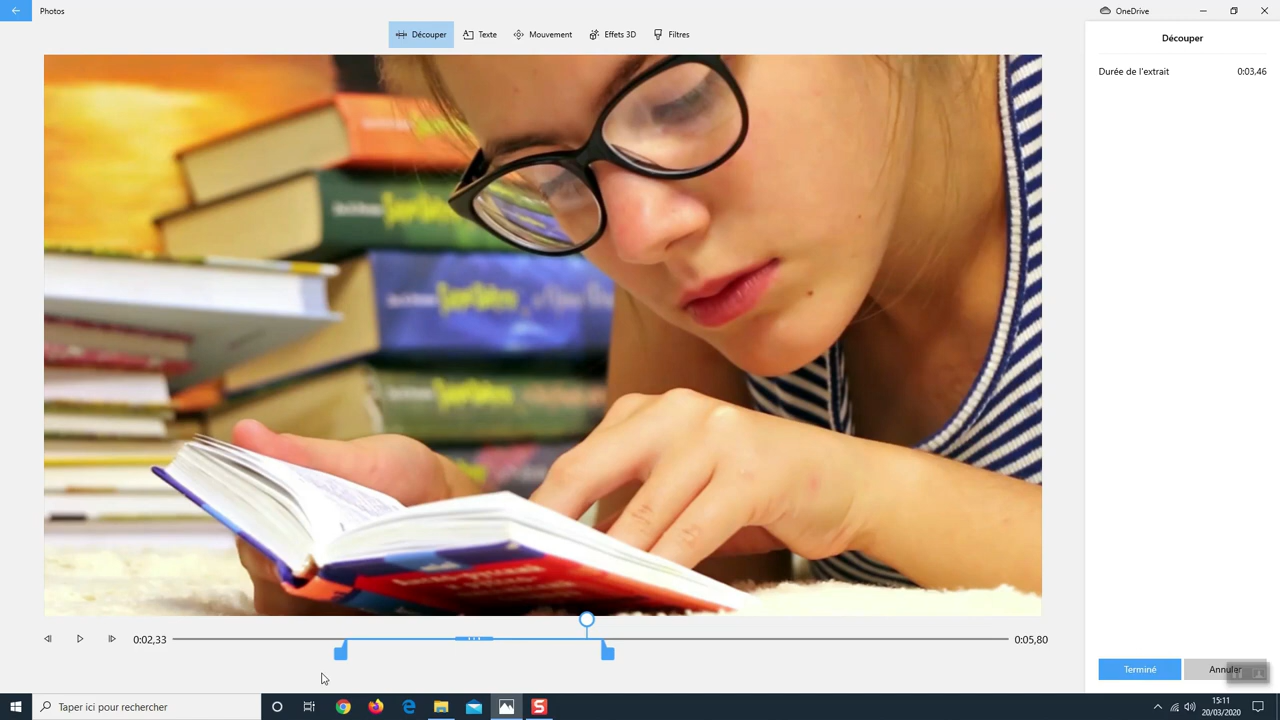 Photos
OneDrive
Découper
Texte
Mouvement
Effets 3D
Filtres
Découper
Durée de l'extrait
0:03,46
0:02,33
0:05,80
Terminé
Annuler
Taper ici pour rechercher
15:11
20/03/2020